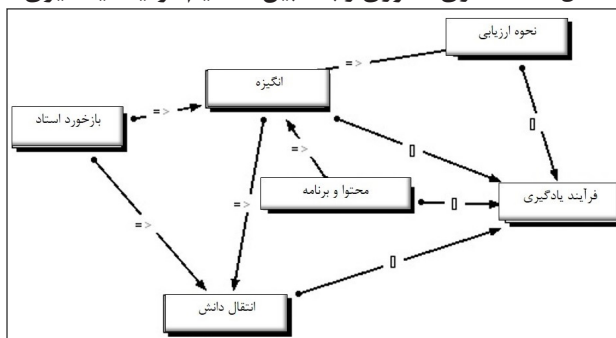 نحوه ارزیابی
=>
انگیزه
بازخورد استاد
=>
[]
[]
=>
=>
محتوا و برنامه
[]
فرآیند یادگیری
=>
[]
انتقال دانش